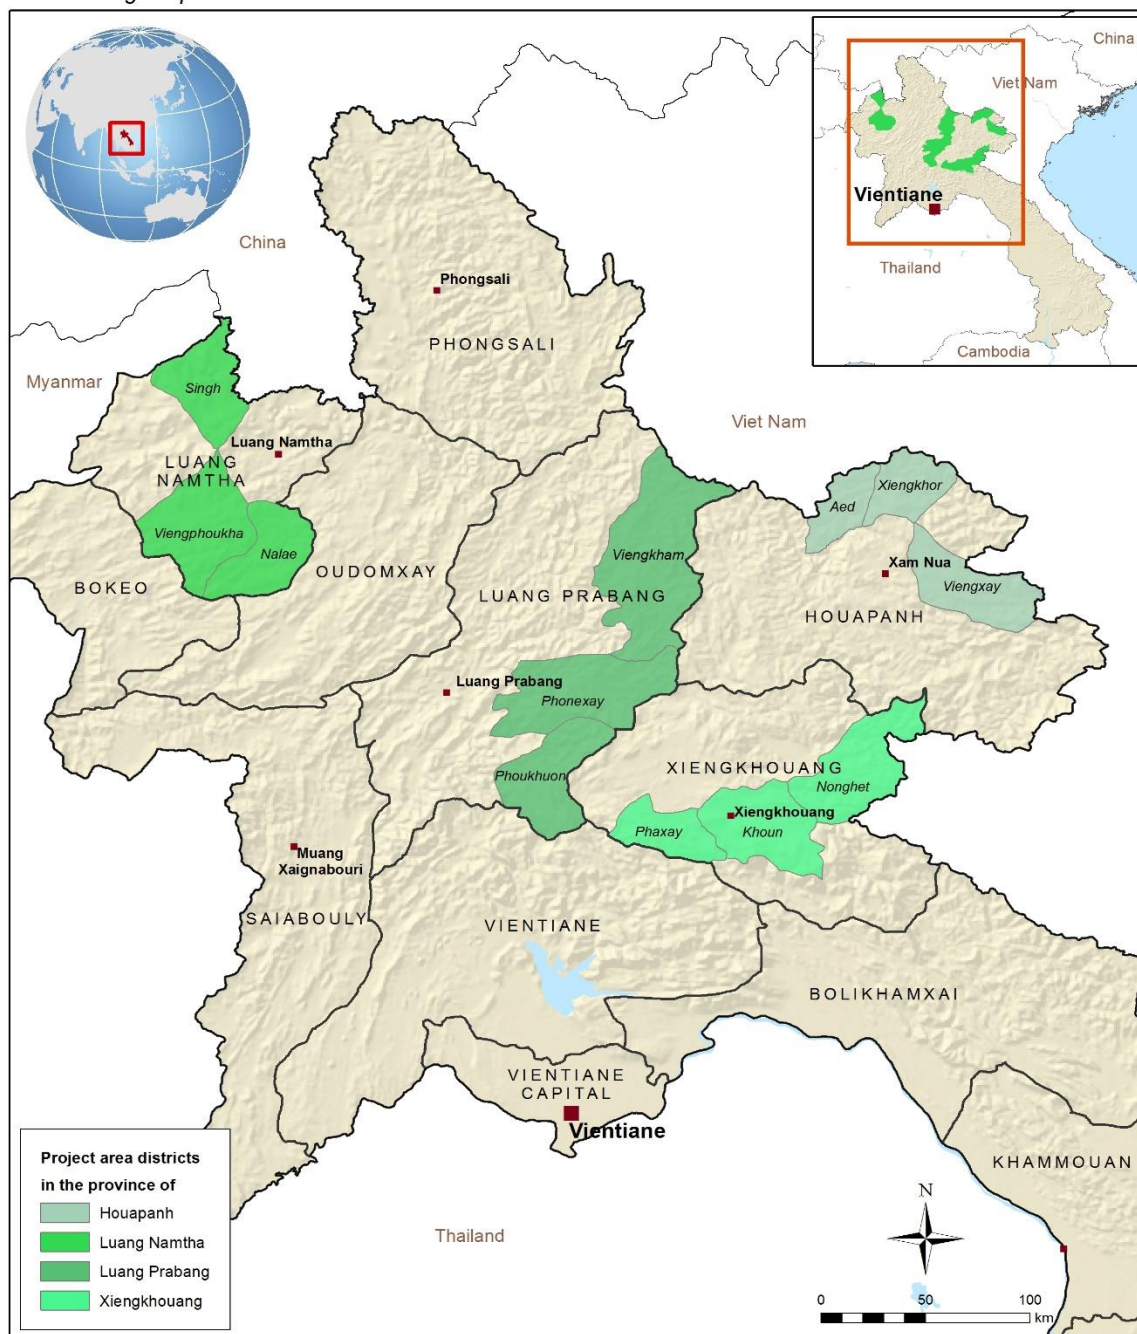 China
Viet Nam
Vientiane
Thailand
Cambodia
China
Phongsali
PHONGSALI
Myanmar
Singh
Viet Nam
Luang Namtha
LUANG
NAMTHA
Viengphoukha
Nalae
BOKEO
OUDOMXAY
Viengkham
LUANG PRABANG
Aed
Xiengkhor
Xam Nua
Viengxay
HOUAPANH
Luang Prabang
Phonexay
Phoukhuon
XIENGKHOUANG
Nonghet
Xiengkhouang
Khoun
Phaxay
Muang
Xaignabouri
SAIABOULY
VIENTIANE
BOLIKHAMXAI
VIENTIANE
CAPITAL
Vientiane
KHAMMOUAN
Thailand
Project area districts
in the province of
Houapanh
Luang Namtha
Luang Prabang
Xiengkhouang
N
0 50 100
km